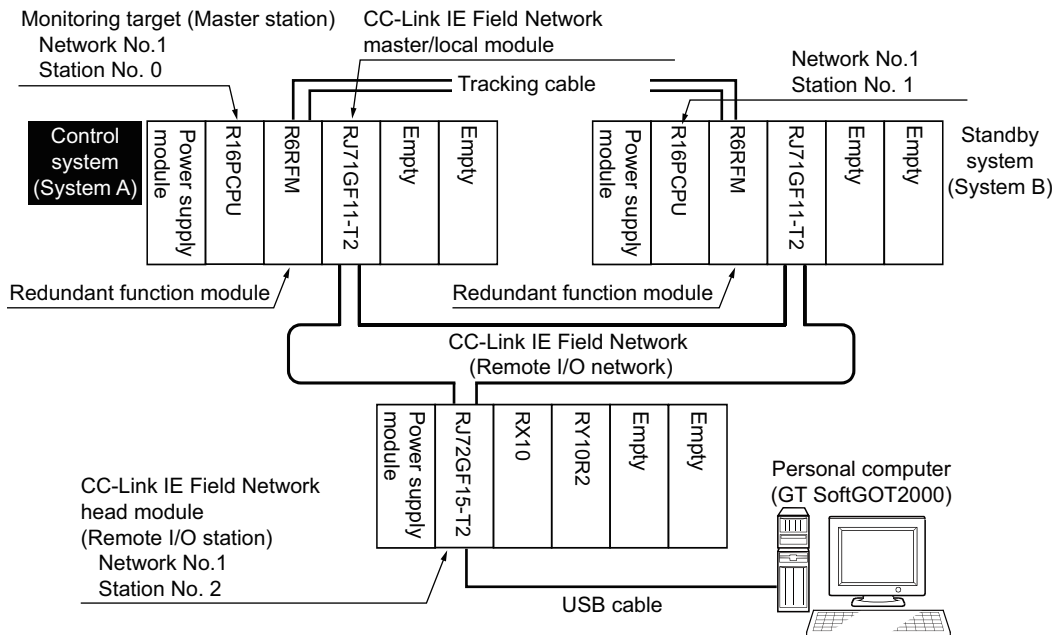 Monitoring target (Master station)
Network No.1
Station No. 0
CC-Link IE Field Network
master/local module
Network No.1
Station No. 1
Tracking cable
Control
system
(System A)
Power supply
module
R16PCPU
R6RFM
RJ71GF11-T2
Empty
Empty
Power supply
module
R16PCPU
R6RFM
RJ71GF11-T2
Empty
Empty
Standby
system
(System B)
Redundant function module
Redundant function module
CC-Link IE Field Network
(Remote I/O network)
Power supply
module
RJ72GF15-T2
RX10
RY10R2
Empty
Empty
CC-Link IE Field Network
head module
(Remote I/O station)
Network No.1
Station No. 2
Personal computer
(GT SoftGOT2000)
USB cable